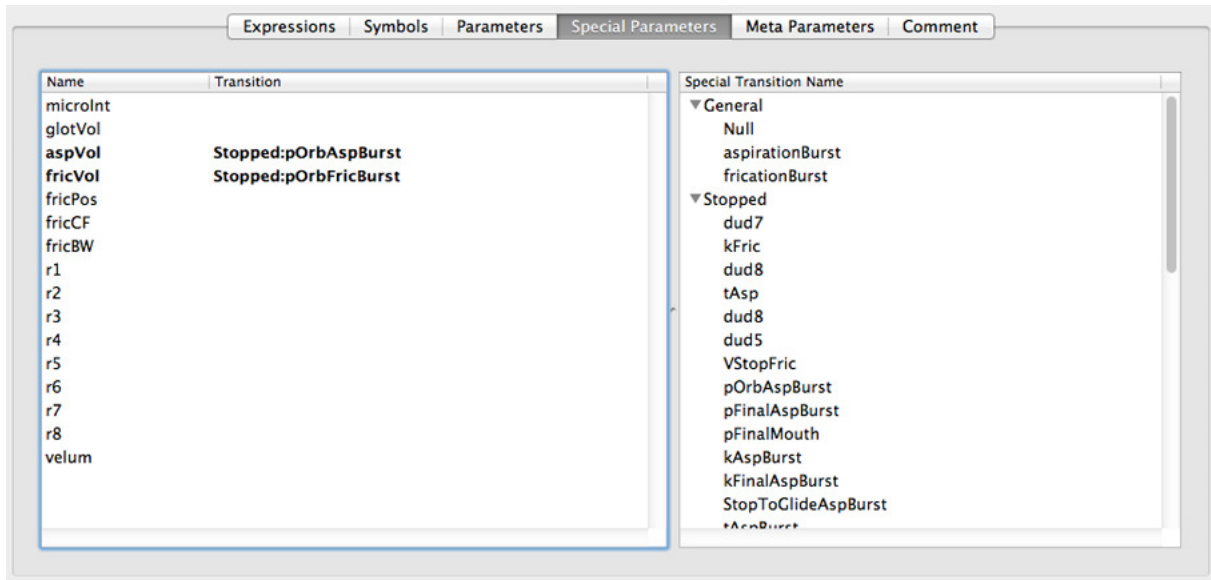 Expressions Symbols Parameters Special Parameters Meta Parameters Comment
Name Transition
microInt
glotVol
aspVol Stopped:pOrbAspBurst
fricVol Stopped:pOrbFricBurst
fricPos
fricCF
fricBW
r1
r2
r3
r4
r5
r6
r7
r8
velum
Special Transition Name
General
Null
aspirationBurst
fricationBurst
Stopped
dud7
kFric
dud8
tAsp
dud8
dud5
VStopFric
pOrbAspBurst
pFinalAspBurst
pFinalMouth
kAspBurst
kFinalAspBurst
StopToGlideAspBurst
tAspBurst